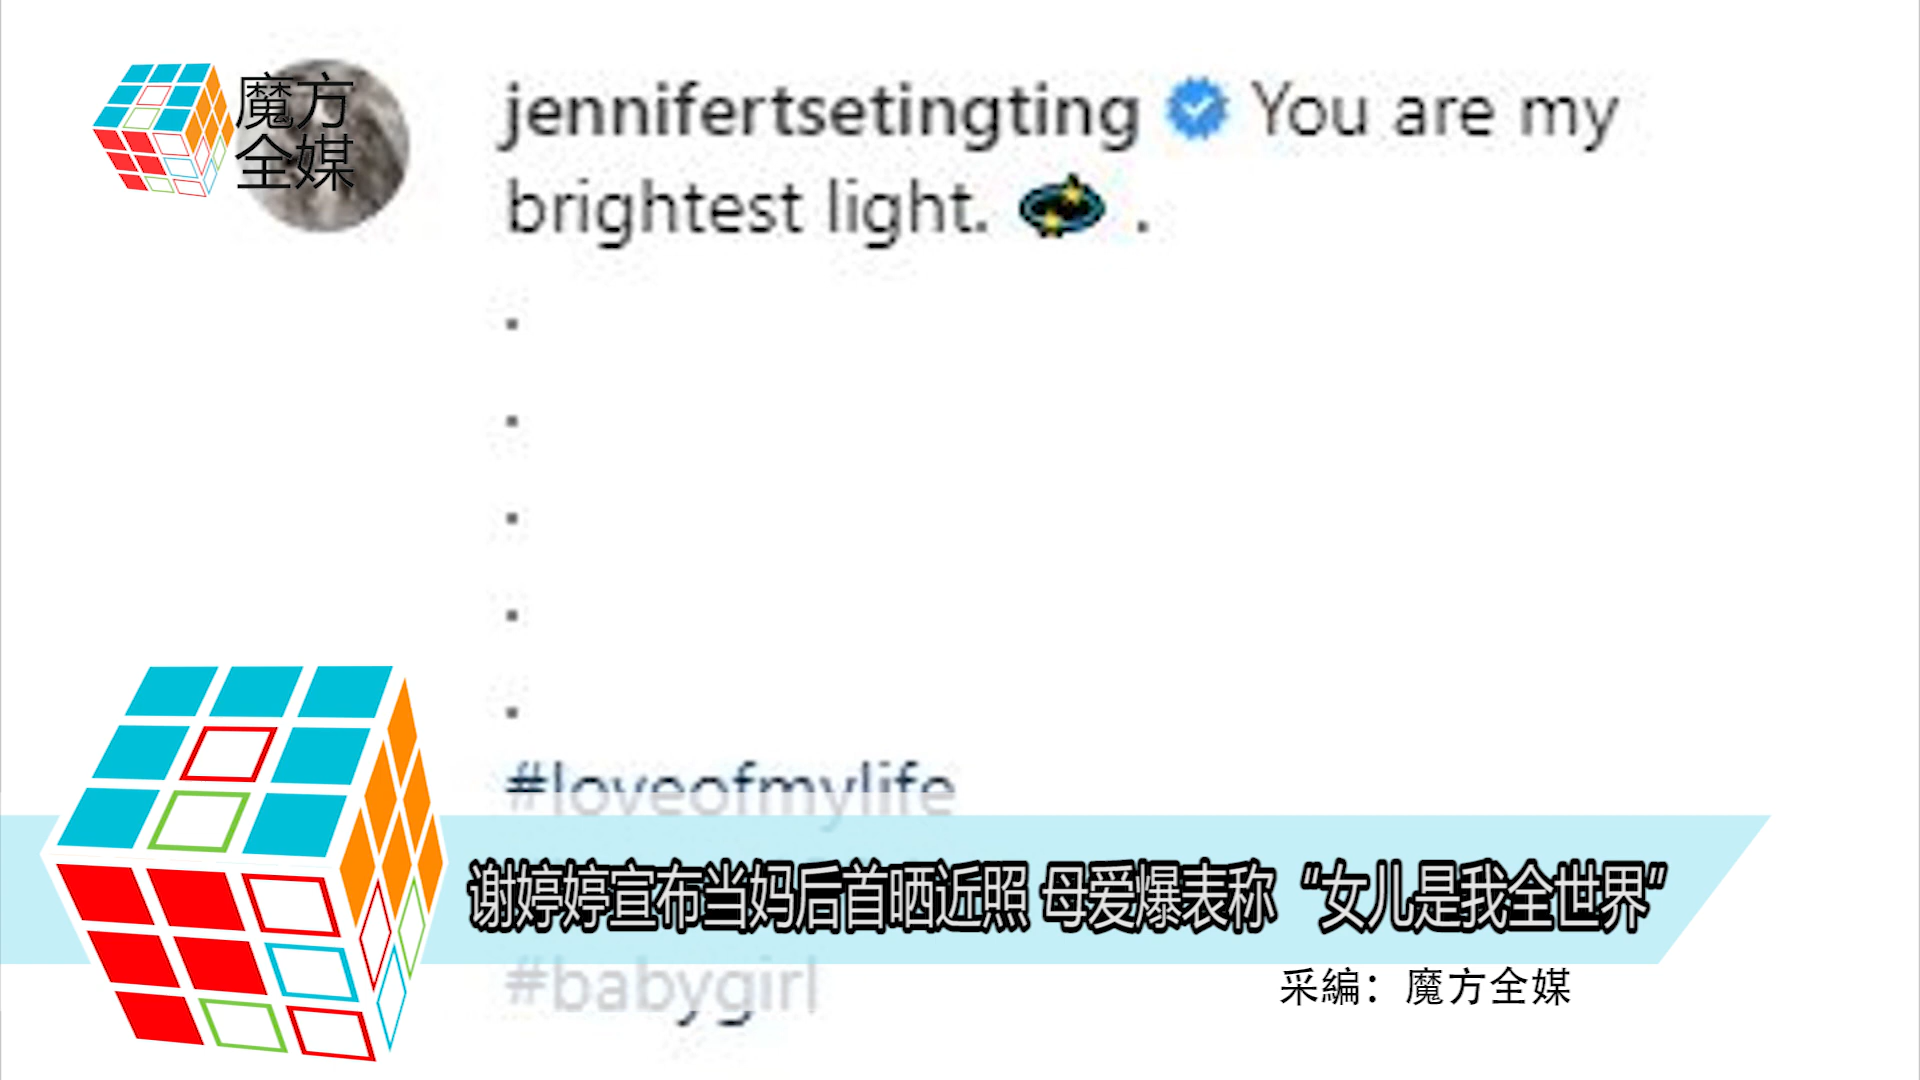 魔方
全媒
jennifertsetingting You are my
brightest light. .
.
.
.
.
.
#loveofmylife
谢婷婷宣布当妈后首晒近照 母爱爆表称“女儿是我全世界”
#babygirl
采編：魔方全媒